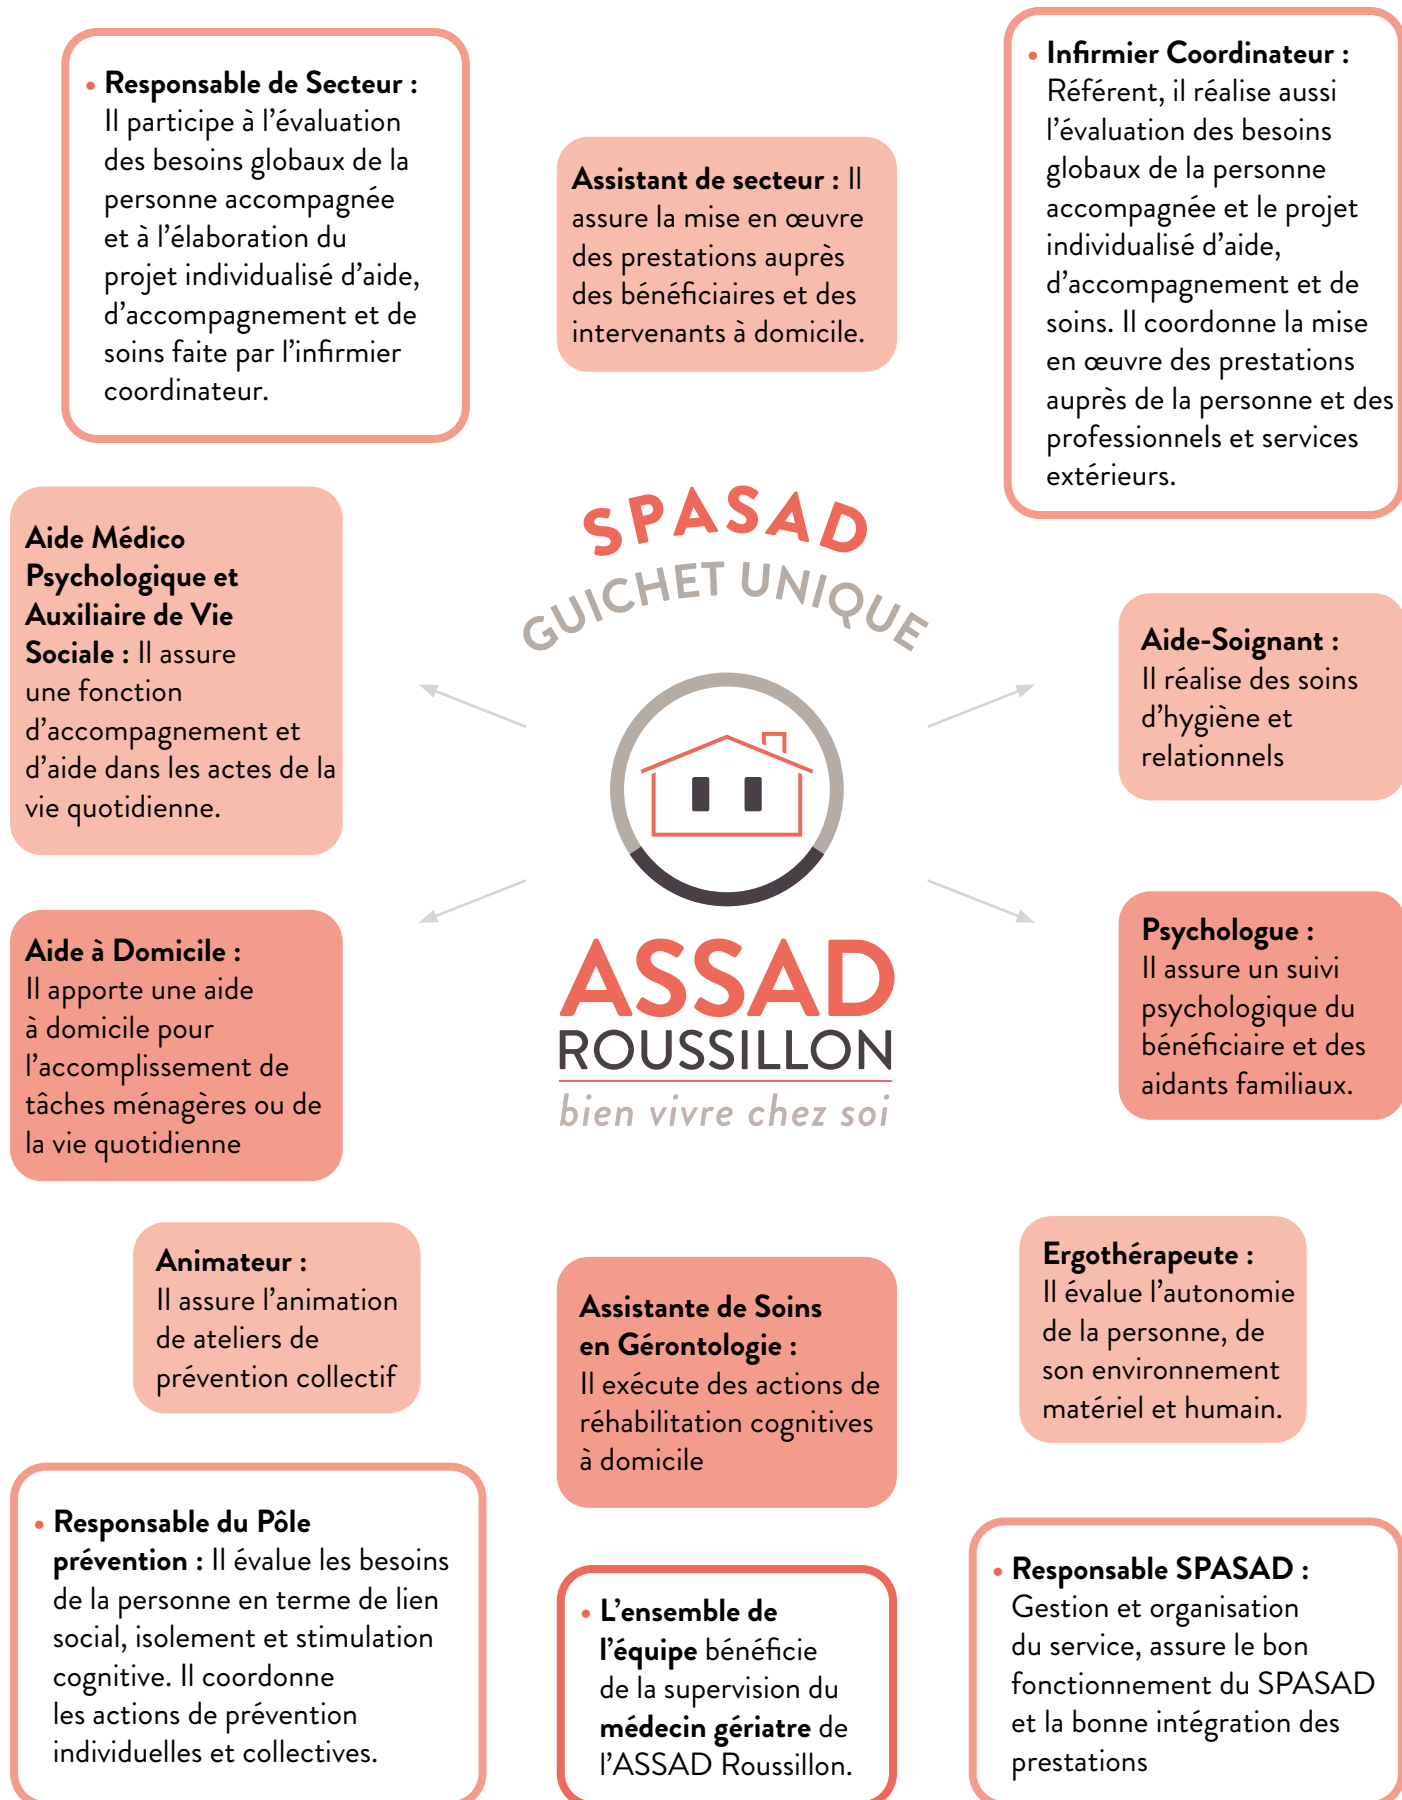 • Responsable de Secteur :
Il participe à l’évaluation
des besoins globaux de la
personne accompagnée
et à l’élaboration du
projet individualisé d’aide,
d’accompagnement et de
soins faite par l’infirmier
coordinateur.
Assistant de secteur : Il
assure la mise en œuvre
des prestations auprès
des bénéficiaires et des
intervenants à domicile.
• Infirmier Coordinateur :
Référent, il réalise aussi
l’évaluation des besoins
globaux de la personne
accompagnée et le projet
individualisé d’aide,
d’accompagnement et de
soins. Il coordonne la mise
en œuvre des prestations
auprès de la personne et des
professionnels et services
extérieurs.
SPASAD
GUICHET UNIQUE
Aide Médico
Psychologique et
Auxiliaire de Vie
Sociale : Il assure
une fonction
d’accompagnement et
d’aide dans les actes de la
vie quotidienne.
Aide-Soignant :
Il réalise des soins
d’hygiène et
relationnels
Aide à Domicile :
Il apporte une aide
à domicile pour
l’accomplissement de
tâches ménagères ou de
la vie quotidienne
ASSAD
ROUSSILLON
bien vivre chez soi
Psychologue :
Il assure un suivi
psychologique du
bénéficiaire et des
aidants familiaux.
Animateur :
Il assure l’animation
de ateliers de
prévention collectif
Assistante de Soins
en Gérontologie :
Il exécute des actions de
réhabilitation cognitives
à domicile
Ergothérapeute :
Il évalue l’autonomie
de la personne, de
son environnement
matériel et humain.
• Responsable du Pôle
prévention : Il évalue les besoins
de la personne en terme de lien
social, isolement et stimulation
cognitive. Il coordonne
les actions de prévention
individuelles et collectives.
• L’ensemble de
l’équipe bénéficie
de la supervision du
médecin gériatre de
l’ASSAD Roussillon.
• Responsable SPASAD :
Gestion et organisation
du service, assure le bon
fonctionnement du SPASAD
et la bonne intégration des
prestations